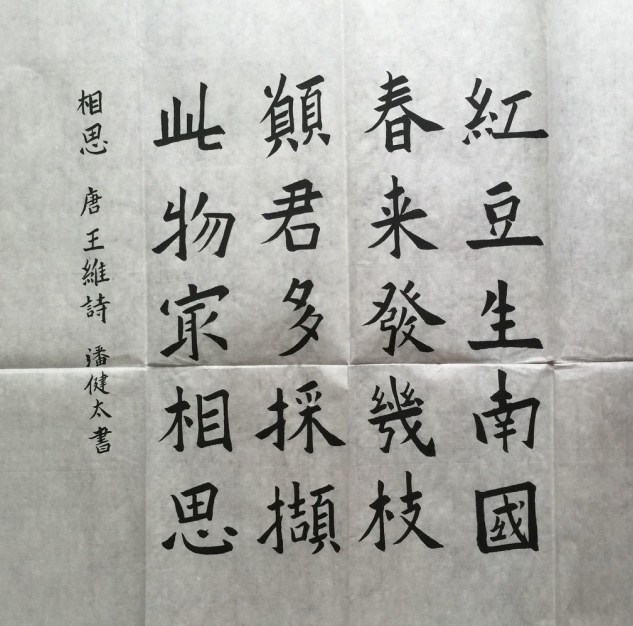 紅豆生南國
春来發幾枝
願君多採擷
此物冣相思
相思 唐王維詩 潘健太書